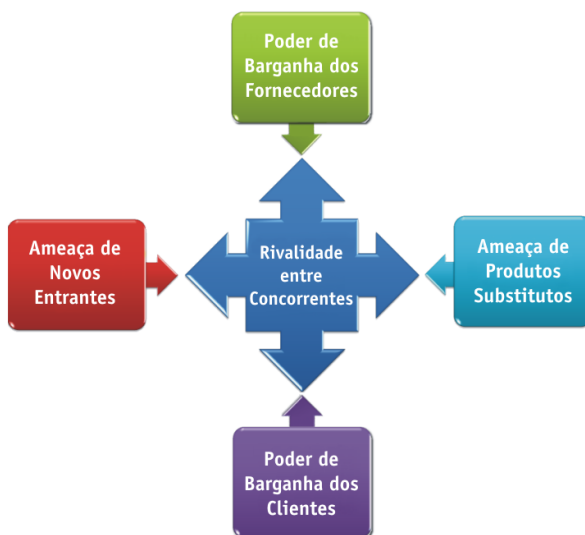 Poder de
Barganha dos
Fornecedores
Ameaça de
Novos
Entrantes
Rivalidade
entre
Concorrentes
Ameaça de
Produtos
Substitutos
Poder de
Barganha dos
Clientes